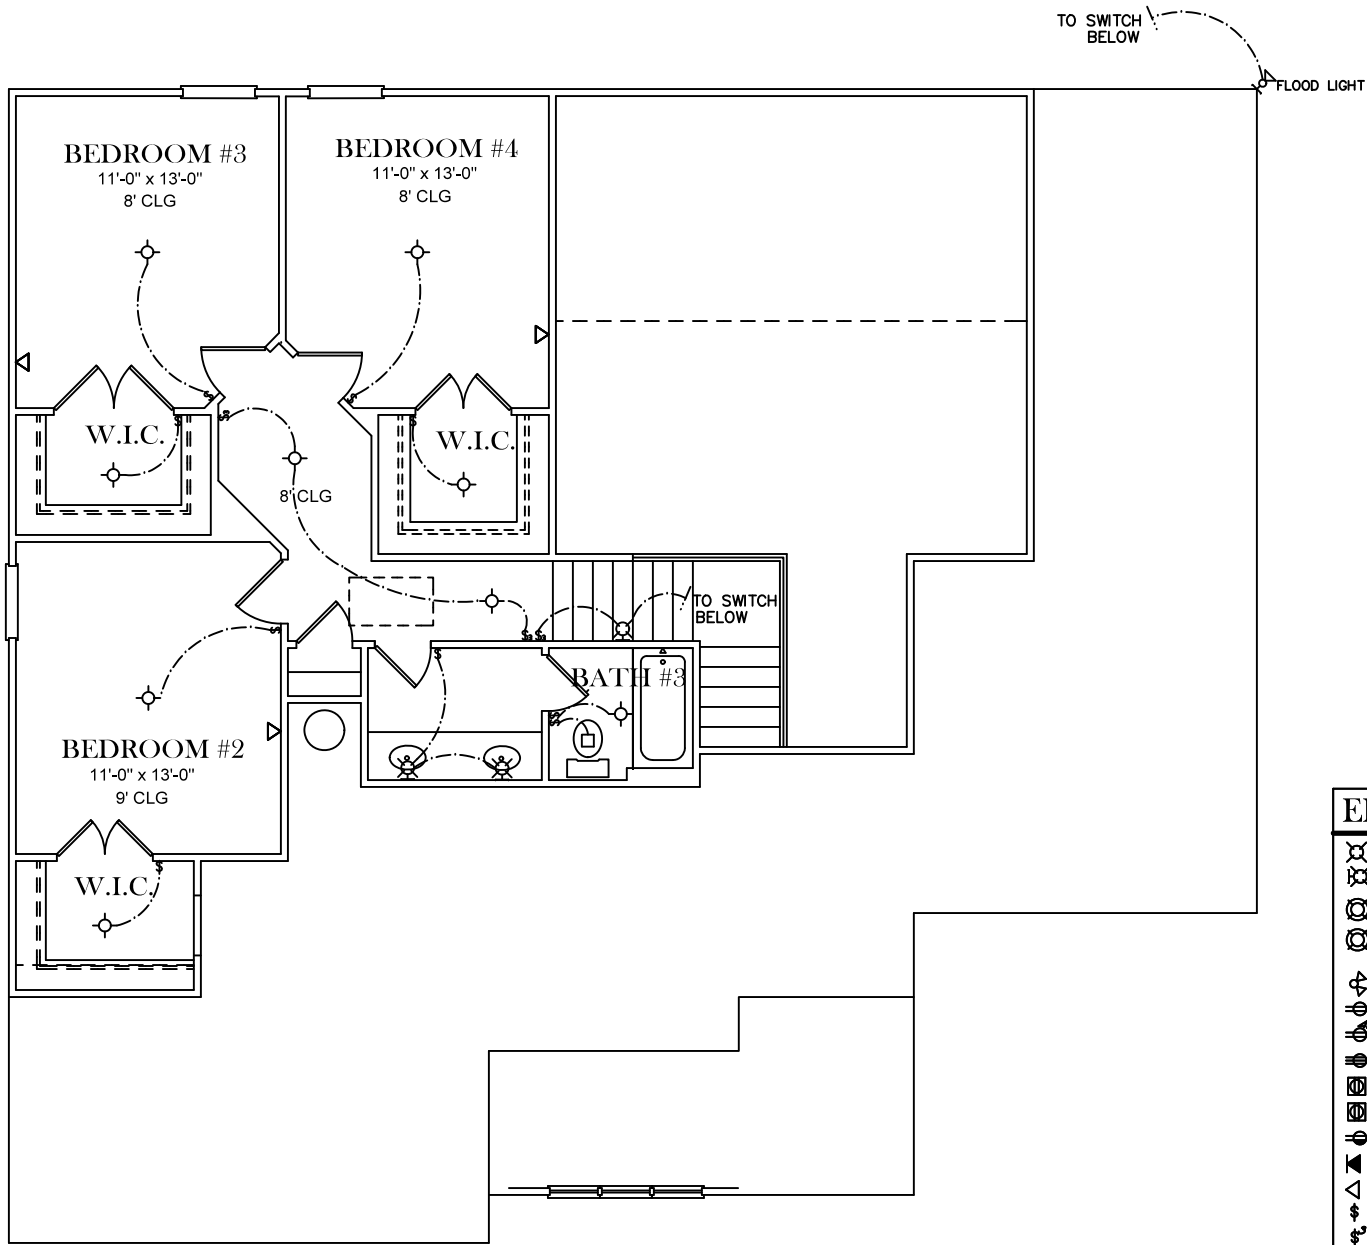 TO SWITCH
BELOW
FLOOD LIGHT
BEDROOM #3
11'-0" x 13'-0"
8' CLG
BEDROOM #4
11'-0" x 13'-0"
8' CLG
W.I.C.
W.I.C.
8' CLG
TO SWITCH
BELOW
BATH #3
BEDROOM #2
11'-0" x 13'-0"
9' CLG
W.I.C.